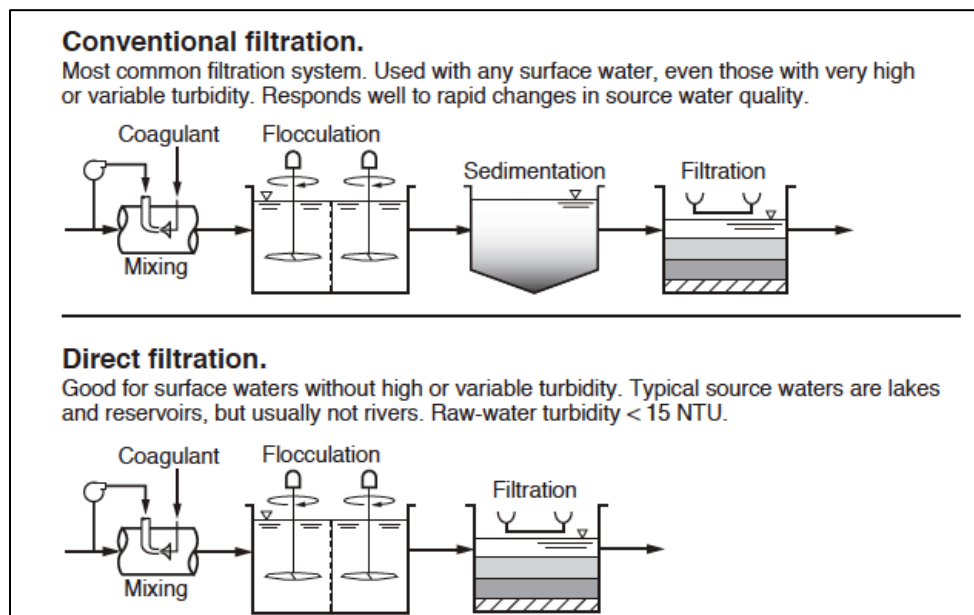 Conventional filtration.
Most common filtration system. Used with any surface water, even those with very high
or variable turbidity. Responds well to rapid changes in source water quality.
Coagulant Flocculation
Sedimentation Filtration
Mixing
Direct filtration.
Good for surface waters without high or variable turbidity. Typical source waters are lakes
and reservoirs, but usually not rivers. Raw-water turbidity < 15 NTU.
Coagulant Flocculation
Filtration
Mixing